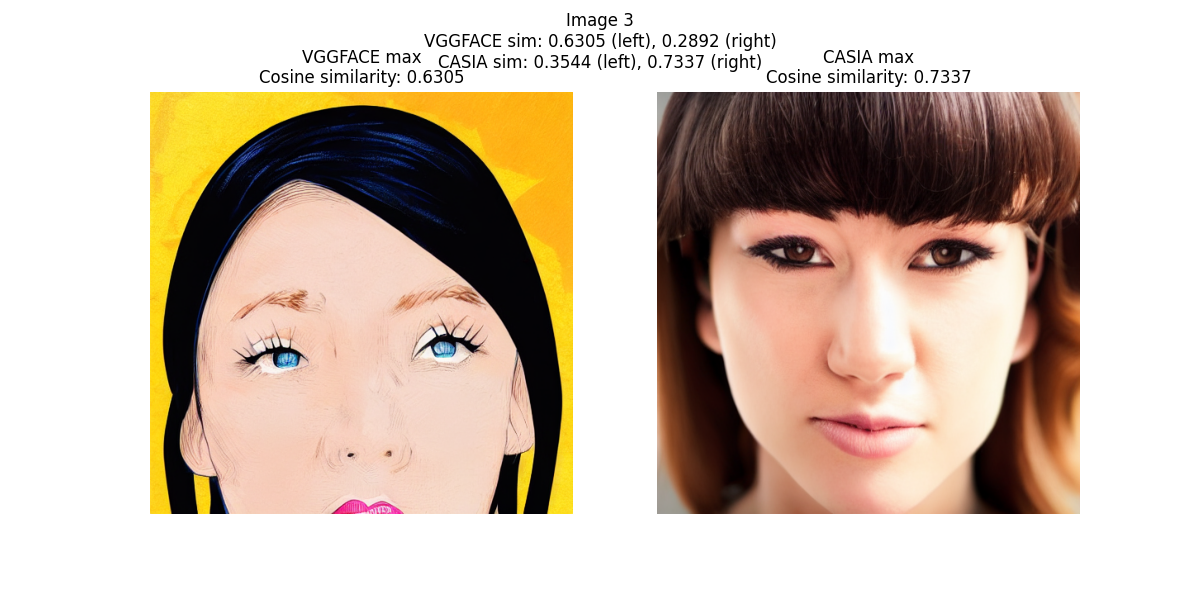 Image 3
VGGFACE sim: 0.6305 (left), 0.2892 (right)
CASIA sim: 0.3544 (left), 0.7337 (right)
VGGFACE max
Cosine similarity: 0.6305
CASIA max
Cosine similarity: 0.7337